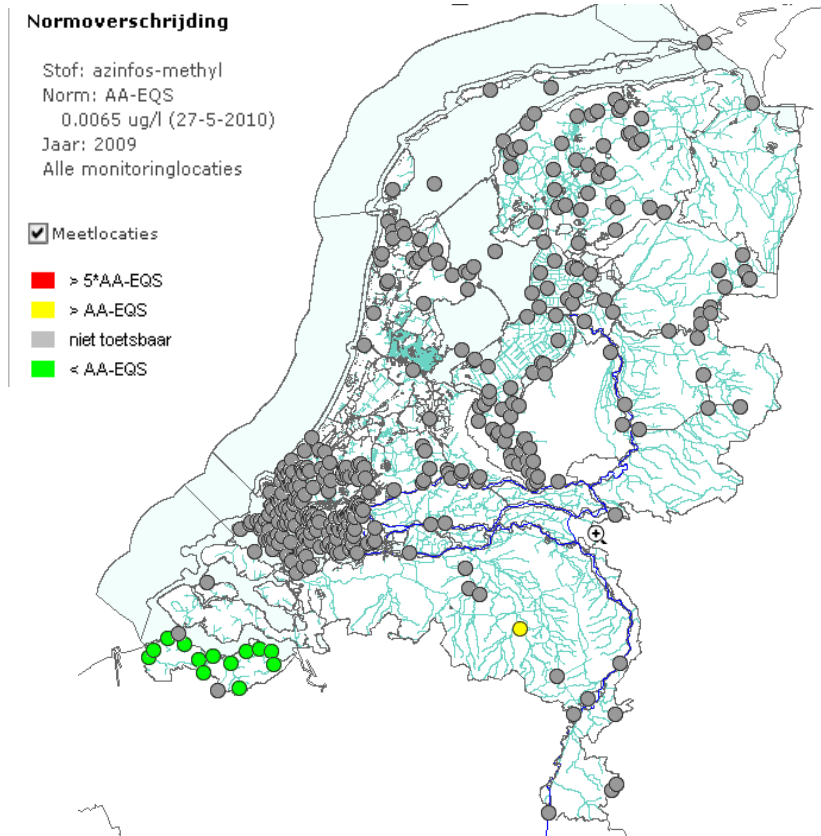 Normoverschrijding
Stof: azinfos-methyl
Norm: AA-EQS
0.0065 ug/l (27-5-2010)
Jaar: 2009
Alle monitoringlocaties
Meetlocaties
> 5*AA-EQS
> AA-EQS
niet toetsbaar
< AA-EQS